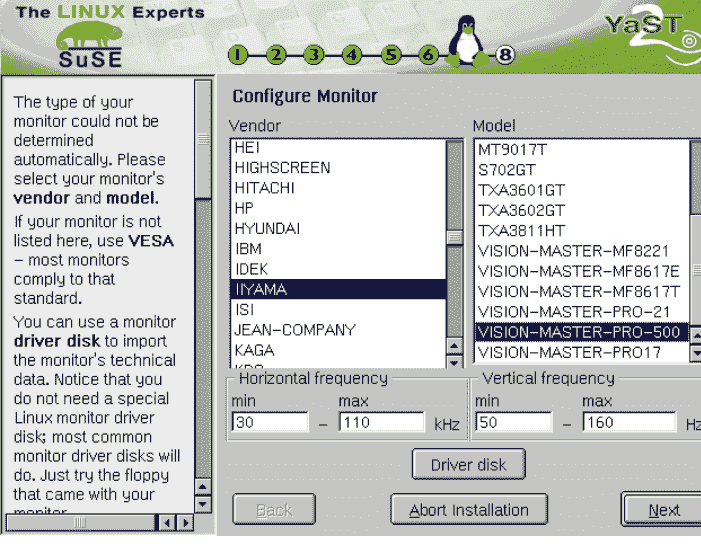 The LINUX Experts
SuSE
YaST
2
1 2 3 4 5 6 8
The type of your
monitor could not be
determined
automatically. Please
select your monitor's
vendor and model.
If your monitor is not
listed here, use VESA
– most monitors
comply to that
standard.
You can use a monitor
driver disk to import
the monitor's technical
data. Notice that you
do not need a special
Linux monitor driver
disk; most common
monitor driver disks will
do. Just try the floppy
that came with your
monitor.
Configure Monitor
Vendor
HEI
HIGHSCREEN
HITACHI
HP
HYUNDAI
IBM
IDEK
IIYAMA
ISI
JEAN-COMPANY
KAGA
Model
MT9017T
S702GT
TXA3601GT
TXA3602GT
TXA3811HT
VISION-MASTER-MF8221
VISION-MASTER-MF8617E
VISION-MASTER-MF8617T
VISION-MASTER-PRO-21
VISION-MASTER-PRO-500
VISION-MASTER-PRO17
Horizontal frequency
min max
30 – 110 kHz
Vertical frequency
min max
50 – 160 Hz
Driver disk
Back Abort Installation Next